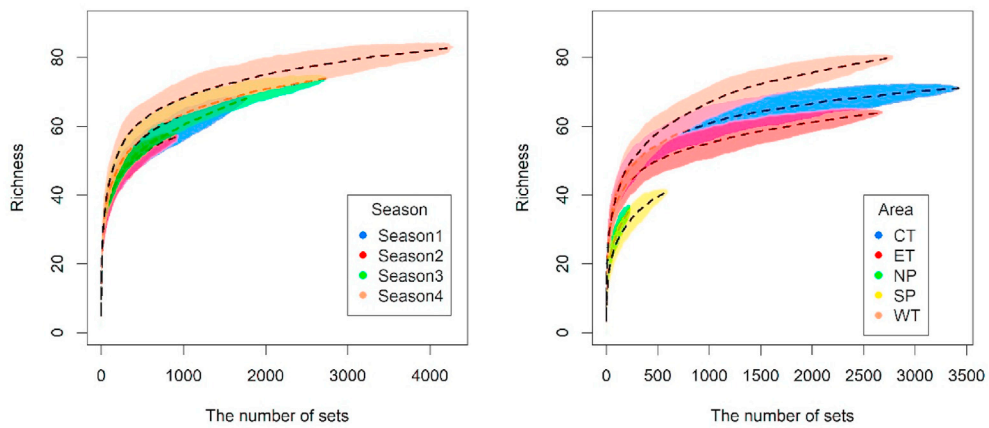 Richness
80
60
40
20
0
Season
Season1
Season2
Season3
Season4
0 1000 2000 3000 4000
The number of sets
Richness
80
60
40
20
0
Area
CT
ET
NP
SP
WT
0 500 1000 1500 2000 2500 3000 3500
The number of sets